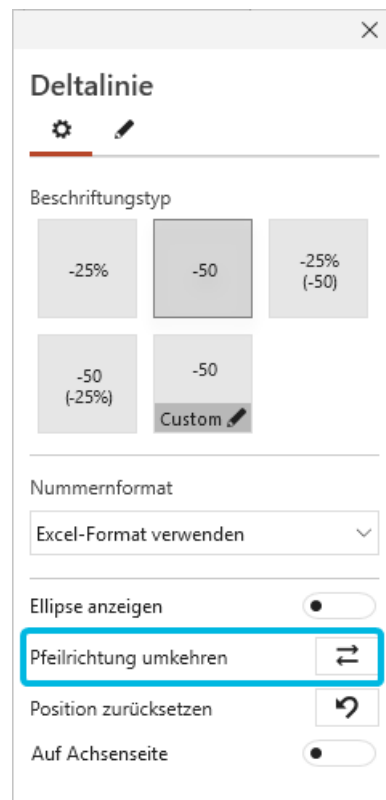 Deltalinie
Beschriftungstyp
-25%
-50
-25%
(-50)
-50
(-25%)
-50
Custom
Nummernformat
Excel-Format verwenden
Ellipse anzeigen
Pfeilrichtung umkehren
Position zurücksetzen
Auf Achsenseite